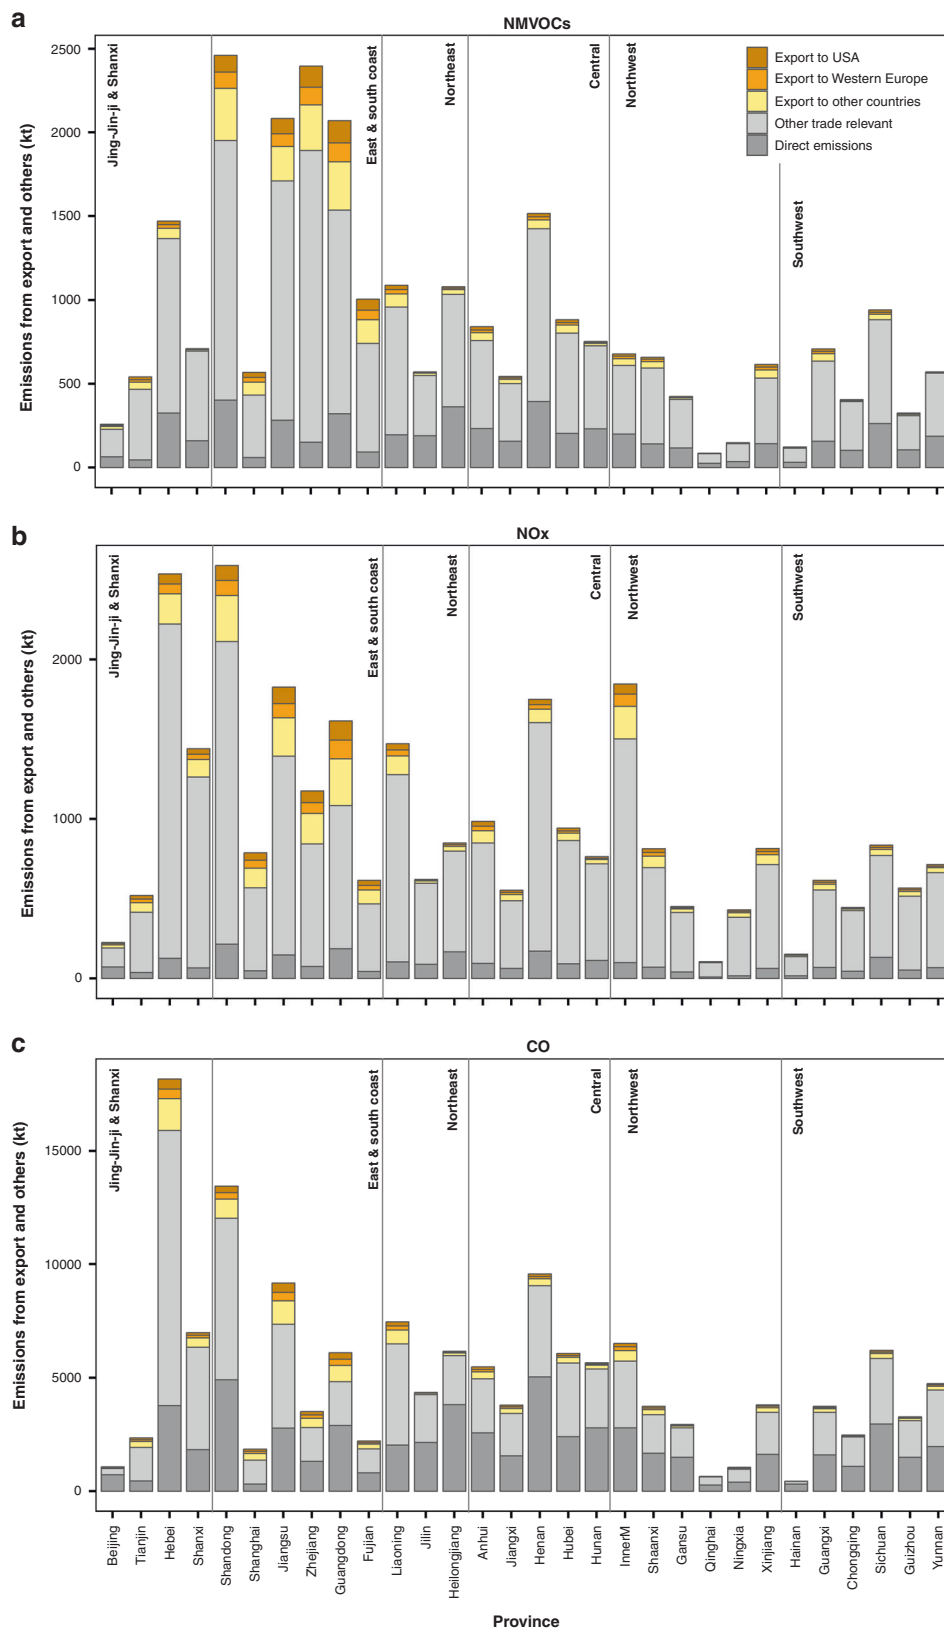 a
NMVOCs
Emissions from export and others (kt)
2500
2000
1500
1000
500
0
Jing-Jin-ji & Shanxi
East & south coast
Northeast
Central
Northwest
Southwest
Export to USA
Export to Western Europe
Export to other countries
Other trade relevant
Direct emissions
b
NOx
Emissions from export and others (kt)
2000
1000
0
Jing-Jin-ji & Shanxi
East & south coast
Northeast
Central
Northwest
Southwest
c
CO
Emissions from export and others (kt)
15000
10000
5000
0
Jing-Jin-ji & Shanxi
East & south coast
Northeast
Central
Northwest
Southwest
Beijing
Tianjin
Hebei
Shanxi
Shandong
Shanghai
Jiangsu
Zhejiang
Guangdong
Fujian
Liaoning
Jilin
Heilongjiang
Anhui
Jiangxi
Henan
Hubei
Hunan
InnerM
Shaanxi
Gansu
Qinghai
Ningxia
Xinjiang
Hainan
Guangxi
Chongqing
Sichuan
Guizhou
Yunnan
Province